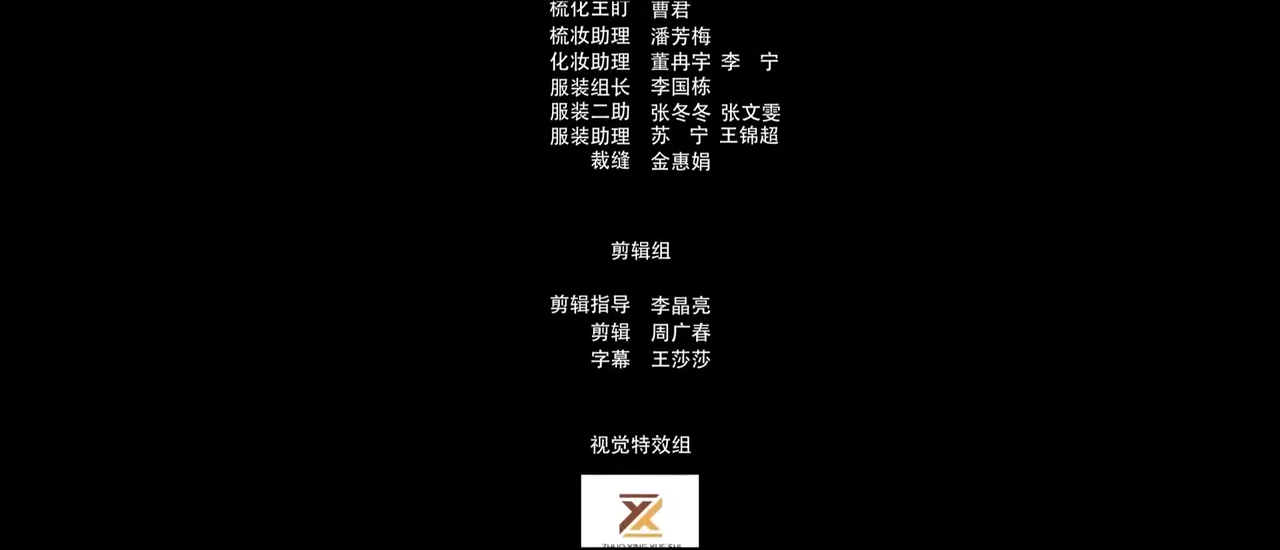 梳化主盯 曹君
梳妆助理 潘芳梅
化妆助理 董冉宇 李 宁
服装组长 李国栋
服装二助 张冬冬 张文雯
服装助理 苏 宁 王锦超
裁缝 金惠娟
剪辑组
剪辑指导 李晶亮
剪辑 周广春
字幕 王莎莎
视觉特效组